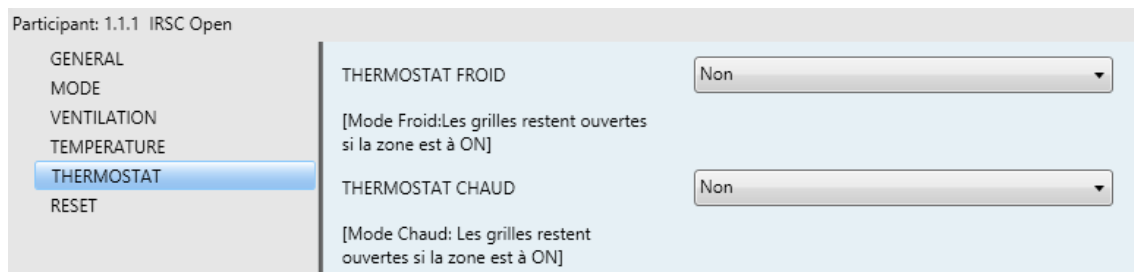 Participant: 1.1.1 IRSC Open
GENERAL
MODE
VENTILATION
TEMPERATURE
THERMOSTAT
RESET
THERMOSTAT FROID
Non
[Mode Froid:Les grilles restent ouvertes
si la zone est à ON]
THERMOSTAT CHAUD
Non
[Mode Chaud: Les grilles restent
ouvertes si la zone est à ON]